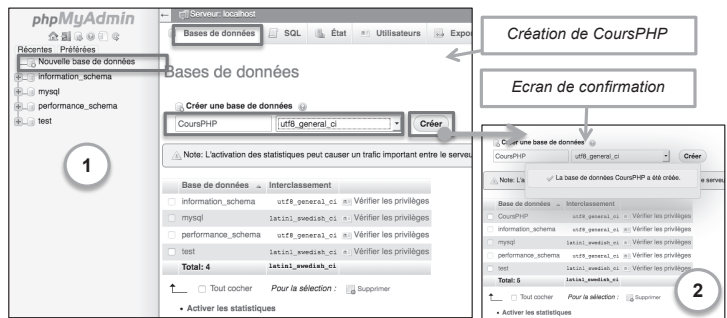 phpMyAdmin
Récentes Préférées
Nouvelle base de données
information_schema
mysql
performance_schema
test
1
← Serveur: localhost
Bases de données SQL État Utilisateurs Expor
Bases de données
Créer une base de données
CoursPHP utf8_general_ci Créer
Note: L'activation des statistiques peut causer un trafic important entre le serveu
Base de données Interclassement
information_schema utf8_general_ci Vérifier les privilèges
mysql latin1_swedish_ci Vérifier les privilèges
performance_schema utf8_general_ci Vérifier les privilèges
test latin1_swedish_ci Vérifier les privilèges
Total: 4 latin1_swedish_ci
Tout cocher Pour la sélection : Supprimer
• Activer les statistiques
Création de CoursPHP
Ecran de confirmation
Créer une base de données
CoursPHP utf8_general_ci Créer
Note: L'a
La base de données CoursPHP a été créée.
e serveu
Base de données Interclassement
CoursPHP utf8_general_ci Vérifier les privilèges
information_schema utf8_general_ci Vérifier les privilèges
mysql latin1_swedish_ci Vérifier les privilèges
performance_schema utf8_general_ci Vérifier les privilèges
test latin1_swedish_ci Vérifier les privilèges
Total: 5 latin1_swedish_ci
Tout cocher Pour la sélection : Supprimer
• Activer les statistiques
2